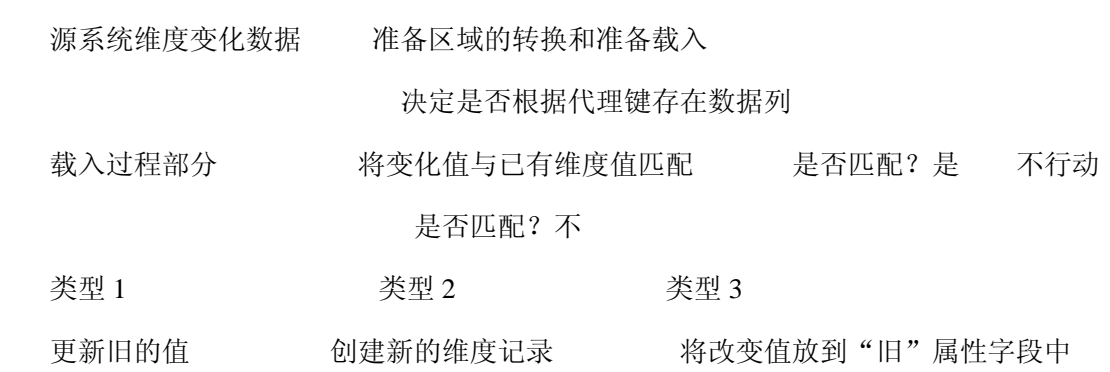 源系统维度变化数据 准备区域的转换和准备载入
决定是否根据代理键存在数据列
载入过程部分 将变化值与已有维度值匹配 是否匹配？是 不行动
是否匹配？不
类型 1 类型 2 类型 3
更新旧的值 创建新的维度记录 将改变值放到“旧”属性字段中